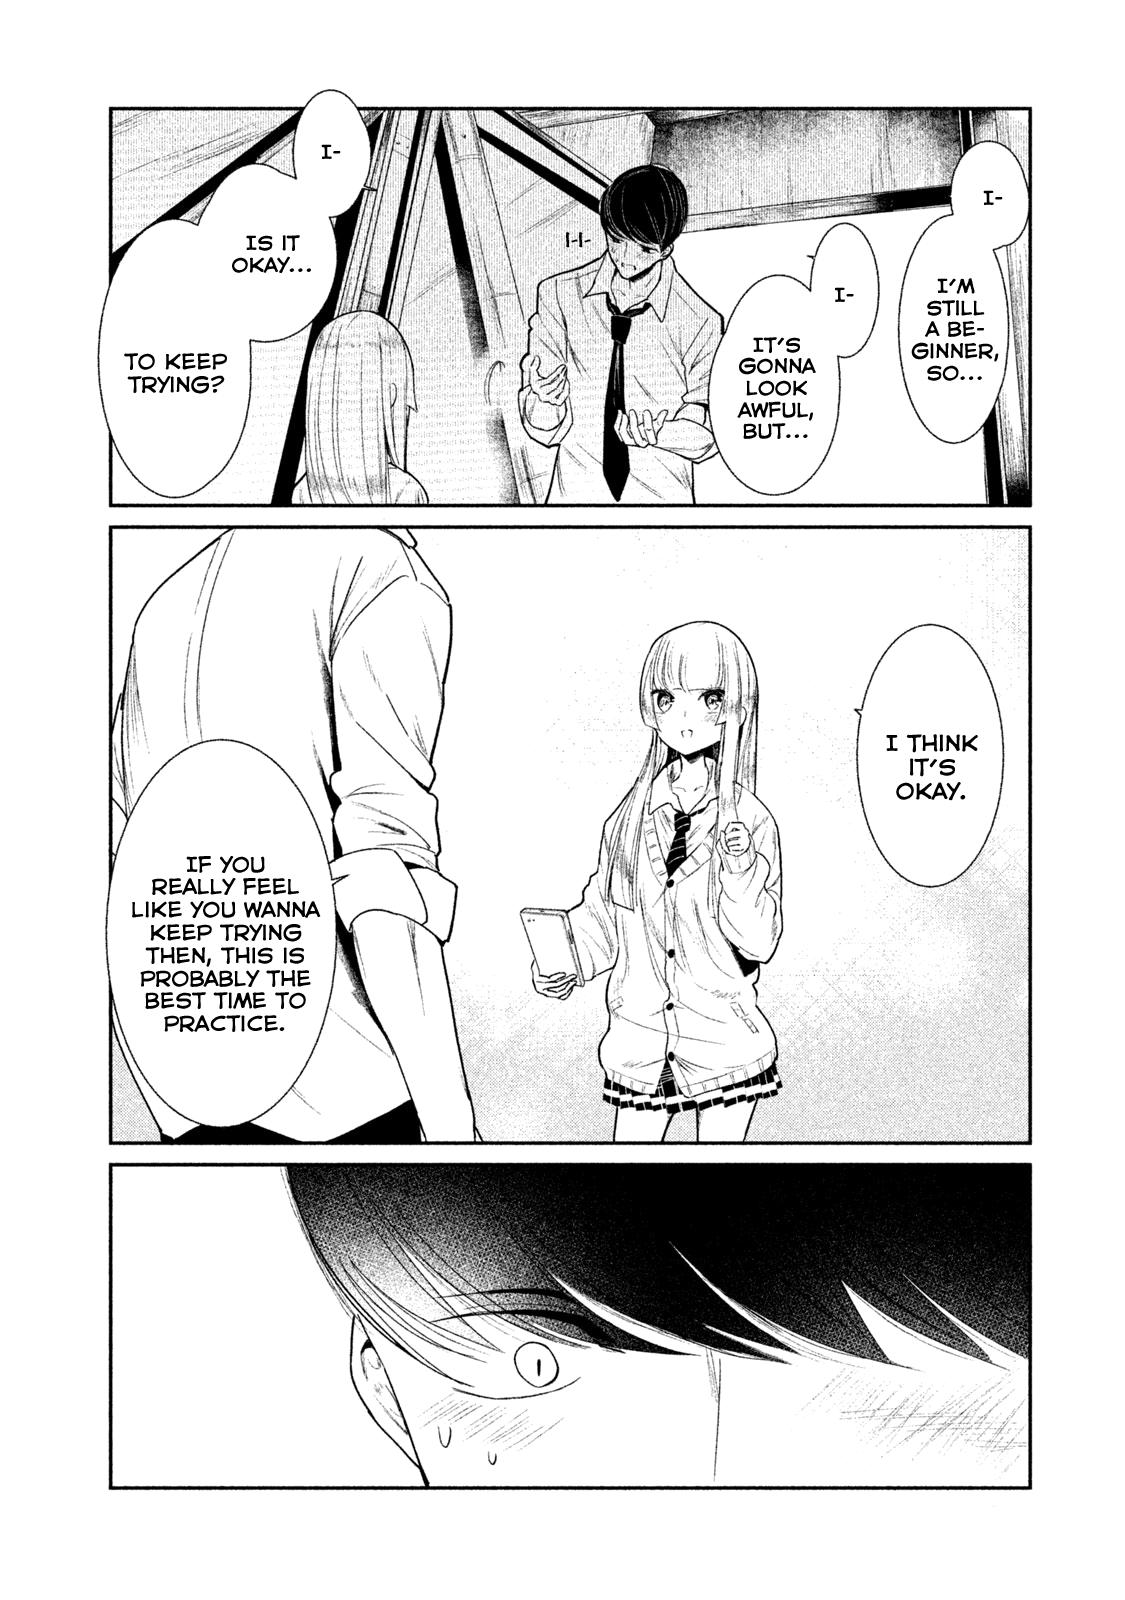 I-
I'M
STILL
A BE-
GINNER,
SO...
I-
IT'S
GONNA
LOOK
AWFUL,
BUT...
I-I-
I-
IS IT
OKAY...
TO KEEP
TRYING?
I THINK
IT'S
OKAY.
IF YOU
REALLY FEEL
LIKE YOU WANNA
KEEP TRYING
THEN, THIS IS
PROBABLY THE
BEST TIME TO
PRACTICE.